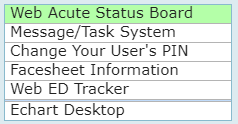 Web Acute Status Board
Message/Task System
Change Your User's PIN
Facesheet Information
Web ED Tracker
Echart Desktop